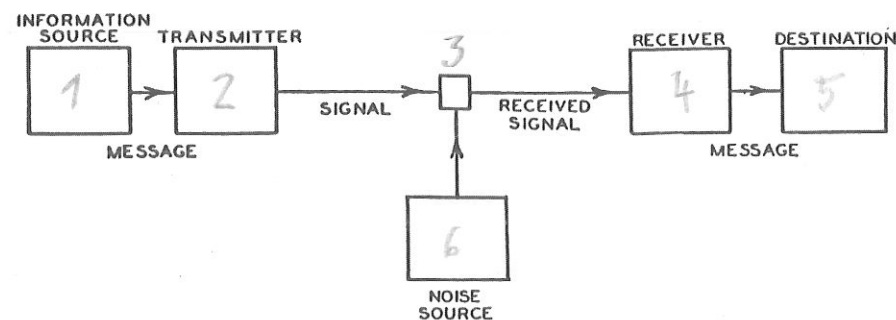 INFORMATION
SOURCE
TRANSMITTER
3
RECEIVER
DESTINATION
1
2
4
5
SIGNAL
RECEIVED
SIGNAL
MESSAGE
MESSAGE
6
NOISE
SOURCE